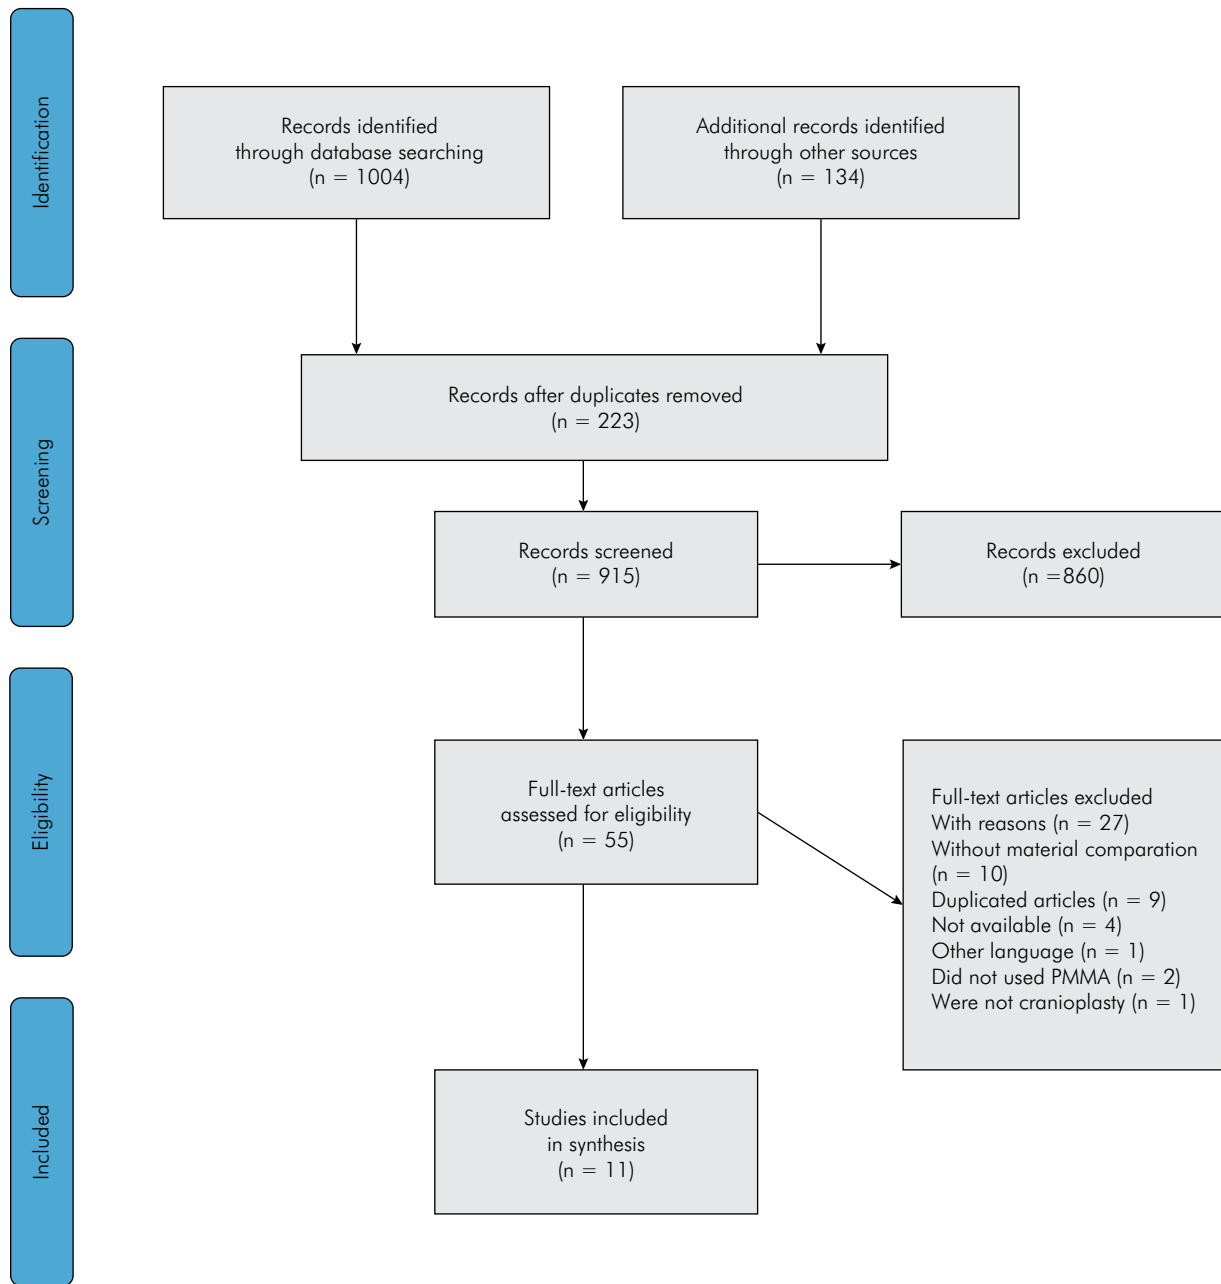 Identification
Records identified
through database searching
(n = 1004)
Additional records identified
through other sources
(n = 134)
Screening
Records after duplicates removed
(n = 223)
Records screened
(n = 915)
Records excluded
(n =860)
Eligibility
Full-text articles
assessed for eligibility
(n = 55)
Full-text articles excluded
With reasons (n = 27)
Without material comparation
(n = 10)
Duplicated articles (n = 9)
Not available (n = 4)
Other language (n = 1)
Did not used PMMA (n = 2)
Were not cranioplasty (n = 1)
Included
Studies included
in synthesis
(n = 11)